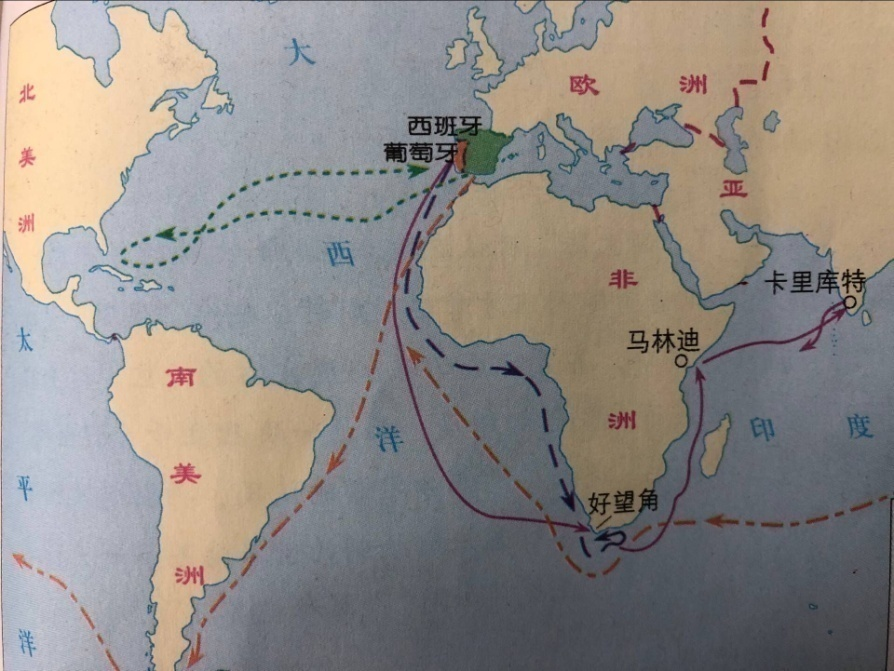 大
北
美
洲
欧 洲
西班牙
葡萄牙
亚
西
非
卡里库特
太
马林迪
南
洲
洋
印 度
美
平
好望角
洲
洋